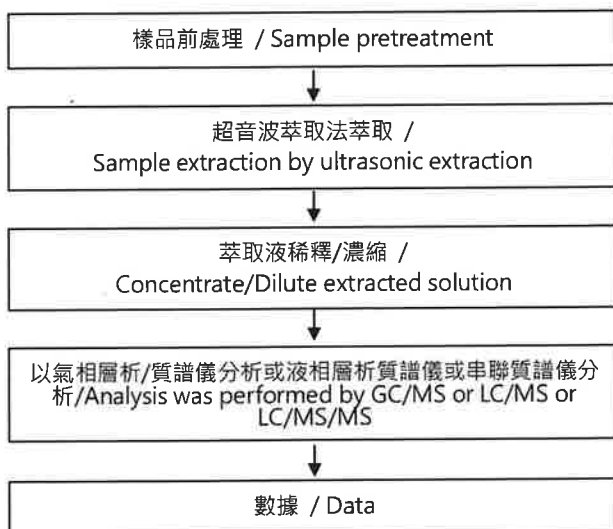 樣品前處理 / Sample pretreatment
超音波萃取法萃取 /
Sample extraction by ultrasonic extraction
萃取液稀釋/濃縮 /
Concentrate/Dilute extracted solution
以氣相層析/質譜儀分析或液相層析質譜儀或串聯質譜儀分
析/Analysis was performed by GC/MS or LC/MS or
LC/MS/MS
數據 / Data